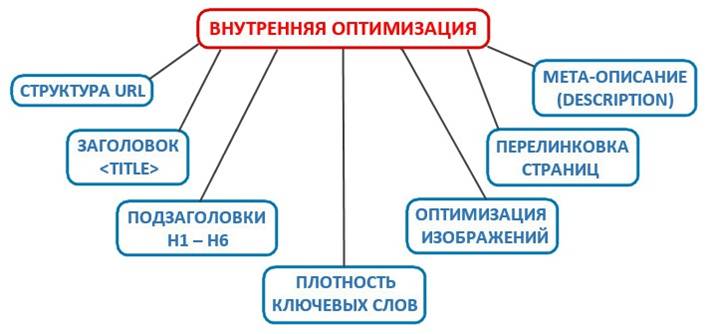 ВНУТРЕННЯЯ ОПТИМИЗАЦИЯ
СТРУКТУРА URL
ЗАГОЛОВОК
<TITLE>
ПОДЗАГОЛОВКИ
H1 – H6
ПЛОТНОСТЬ
КЛЮЧЕВЫХ СЛОВ
ОПТИМИЗАЦИЯ
ИЗОБРАЖЕНИЙ
ПЕРЕЛИНКОВКА
СТРАНИЦ
МЕТА-ОПИСАНИЕ
(DESCRIPTION)